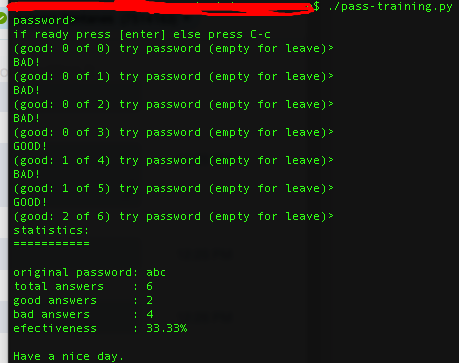 $ ./pass-training.py
password>
if ready press [enter] else press C-c
(good: 0 of 0) try password (empty for leave)>
BAD!
(good: 0 of 1) try password (empty for leave)>
BAD!
(good: 0 of 2) try password (empty for leave)>
BAD!
(good: 0 of 3) try password (empty for leave)>
GOOD!
(good: 1 of 4) try password (empty for leave)>
BAD!
(good: 1 of 5) try password (empty for leave)>
GOOD!
(good: 2 of 6) try password (empty for leave)>
statistics:
===========
original password: abc
total answers    : 6
good answers     : 2
bad answers      : 4
efectiveness     : 33.33%
Have a nice day.